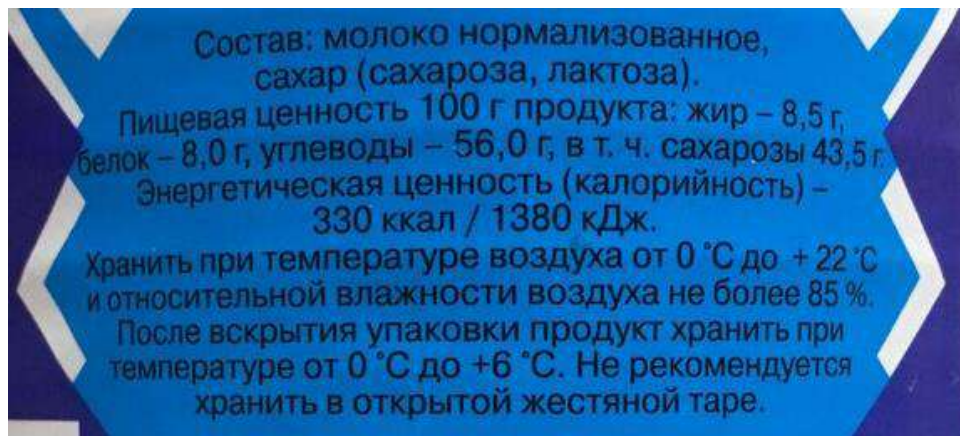 Состав: молоко нормализованное,
сахар (сахароза, лактоза).
Пищевая ценность 100 г продукта: жир – 8,5 г,
белок – 8,0 г, углеводы – 56,0 г, в т. ч. сахарозы 43,5 г.
Энергетическая ценность (калорийность) –
330 ккал / 1380 кДж.
Хранить при температуре воздуха от 0 °С до + 22 °С
и относительной влажности воздуха не более 85 %.
После вскрытия упаковки продукт хранить при
температуре от 0 °С до +6 °С. Не рекомендуется
хранить в открытой жестяной таре.